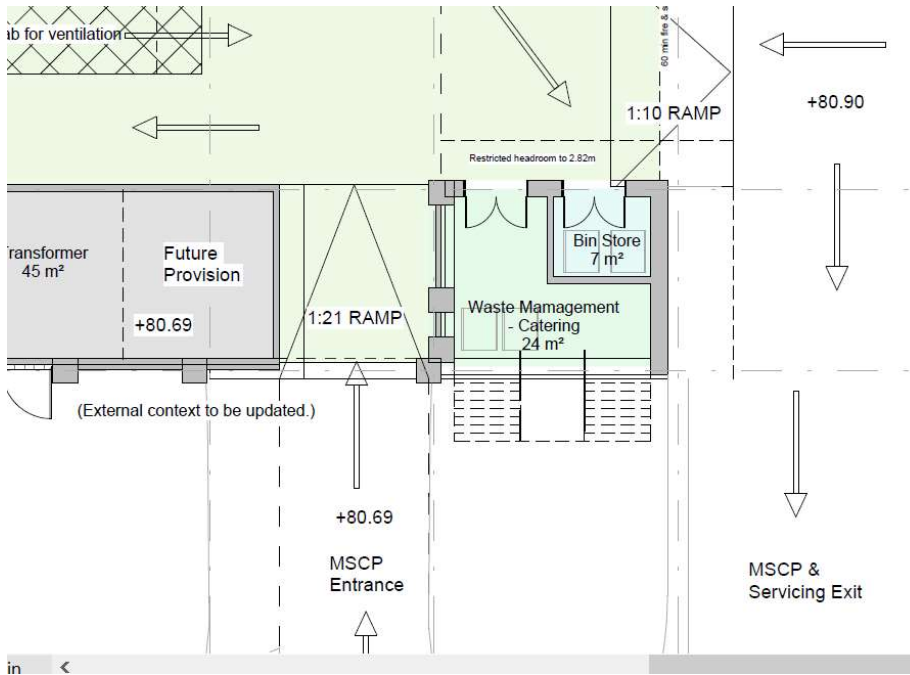 ab for ventilation
60 min fire & s
+80.90
1:10 RAMP
Restricted headroom to 2.82m
Transformer
45 m²
Future
Provision
Bin Store
7 m²
+80.69
1:21 RAMP
Waste Mamagement
- Catering
24 m²
(External context to be updated.)
+80.69
MSCP
Entrance
MSCP &
Servicing Exit
in